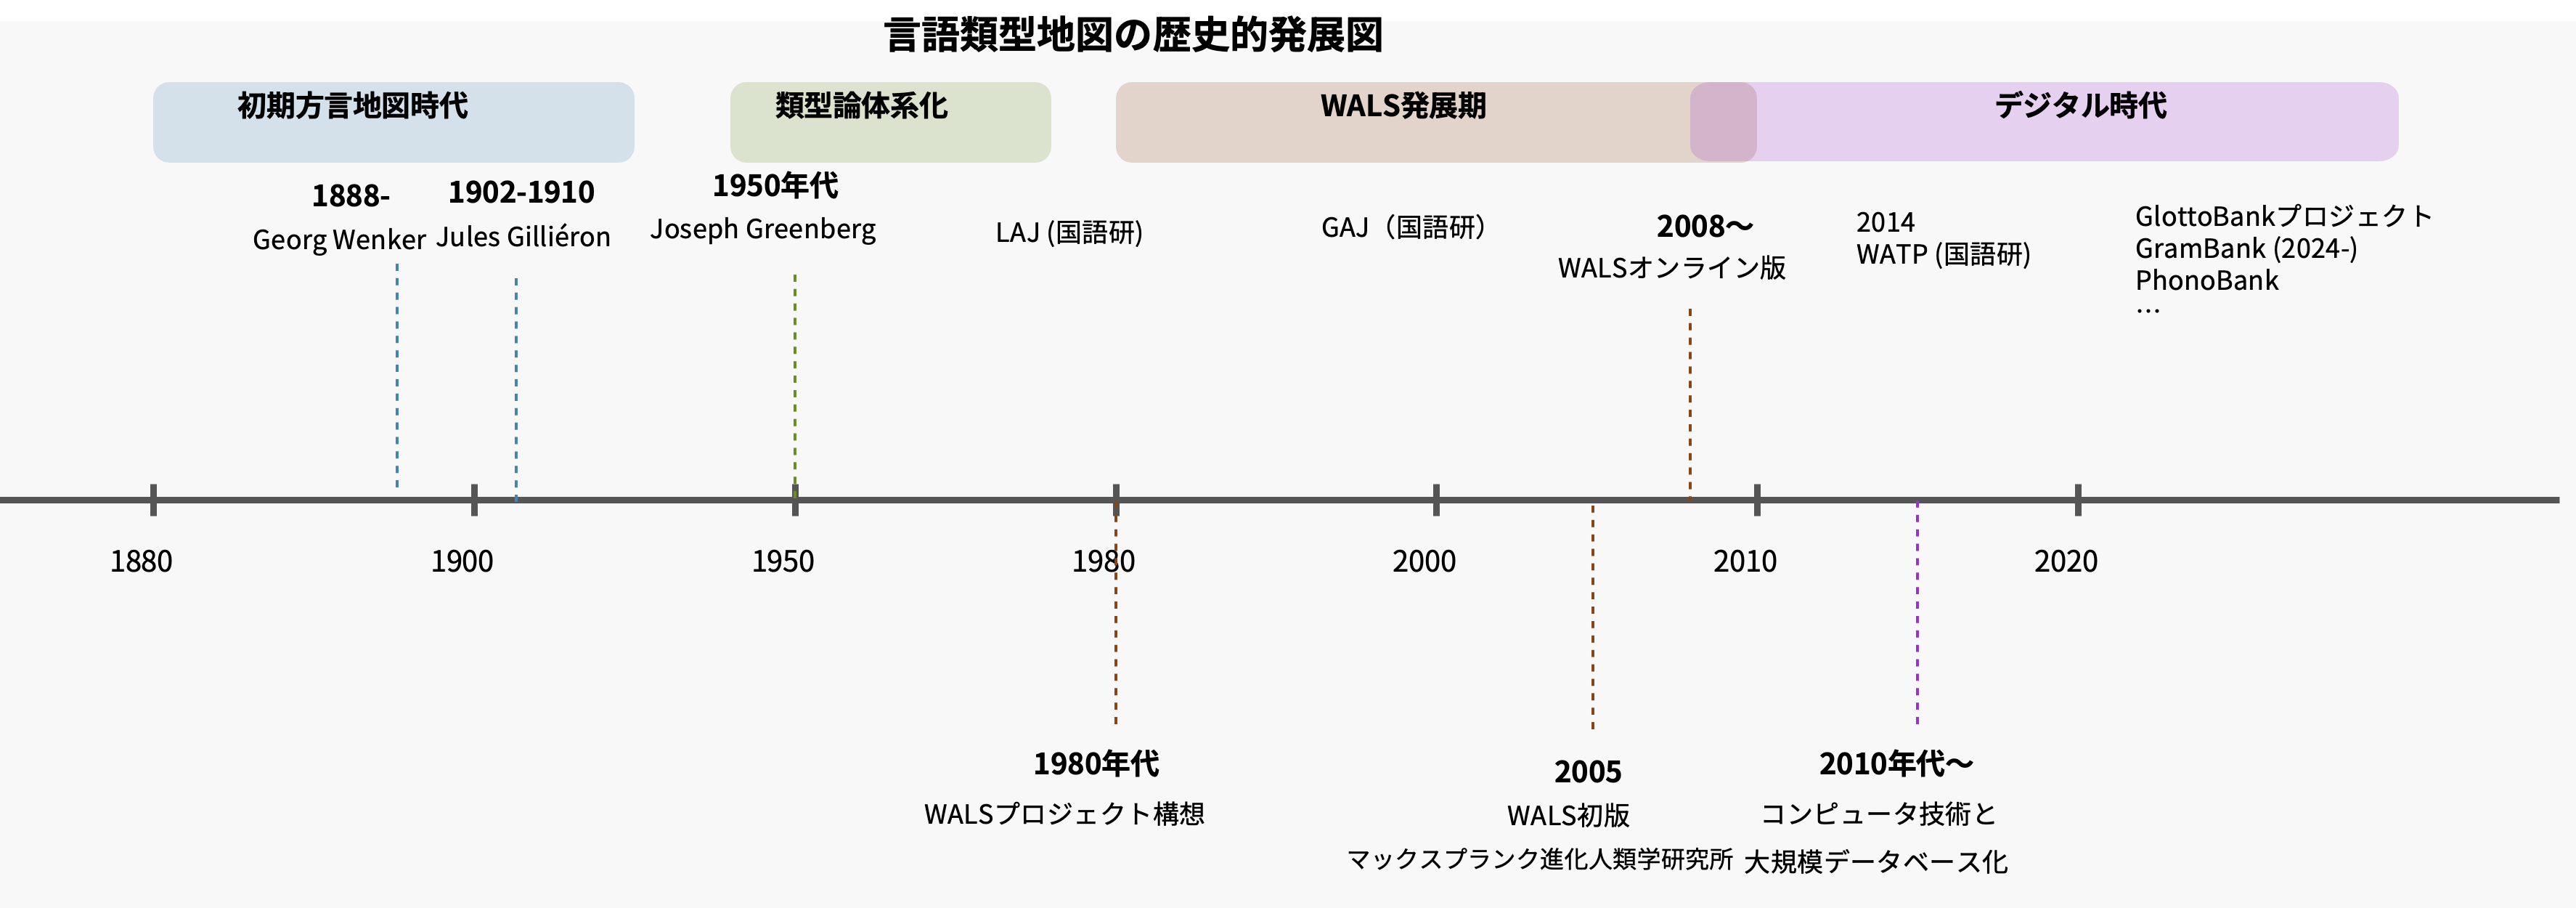 言語類型地図の歴史的発展図
初期方言地図時代
類型論体系化
WALS発展期
デジタル時代
1888-
Georg Wenker
1902-1910
Jules Gilliéron
1950年代
Joseph Greenberg
LAJ (国語研)
GAJ（国語研）
2008〜
WALSオンライン版
2014
WATP (国語研)
GlottoBankプロジェクト
GramBank (2024-)
PhonoBank
…
1880
1900
1950
1980
2000
2010
2020
1980年代
WALSプロジェクト構想
2005
WALS初版
マックスプランク進化人類学研究所
2010年代〜
コンピュータ技術と
大規模データベース化